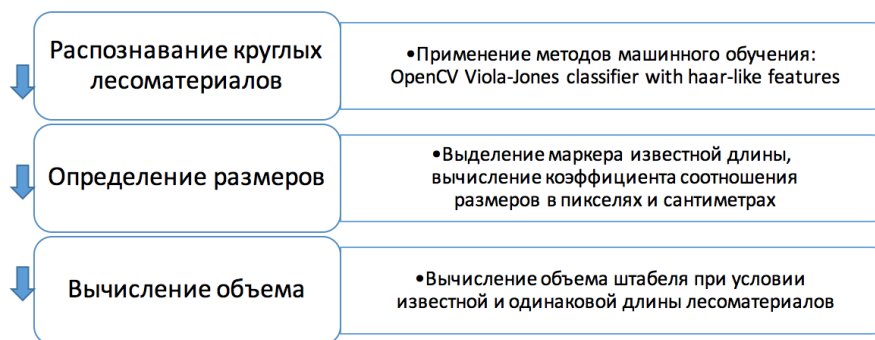 Распознавание круглых
лесоматериалов
•Применение методов машинного обучения:
OpenCV Viola-Jones classifier with haar-like features
Определение размеров
•Выделение маркера известной длины,
вычисление коэффициента соотношения
размеров в пикселях и сантиметрах
Вычисление объема
•Вычисление объема штабеля при условии
известной и одинаковой длины лесоматериалов